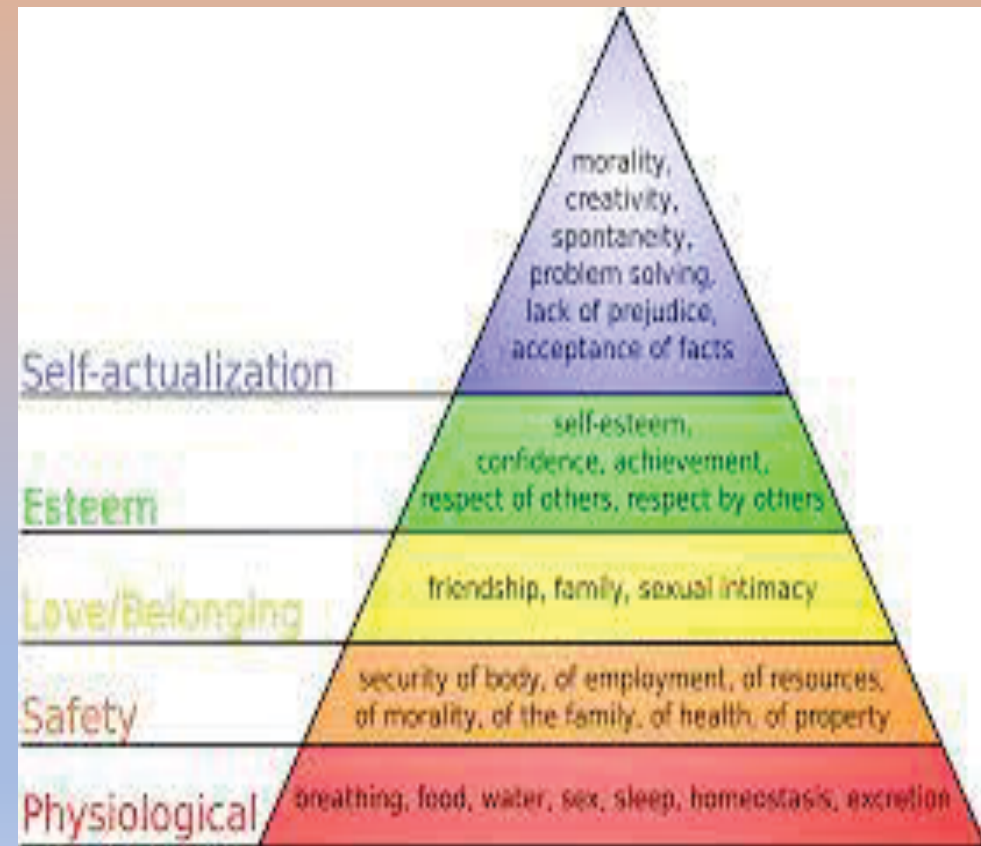 morality,
creativity,
spontaneity,
problem solving,
lack of prejudice,
acceptance of facts
Self-actualization
self-esteem,
confidence, achievement,
respect of others, respect by others
Esteem
friendship, family, sexual intimacy
Love/Belonging
security of body, of employment, of resources,
of morality, of the family, of health, of property
Safety
breathing, food, water, sex, sleep, homeostasis, excretion
Physiological